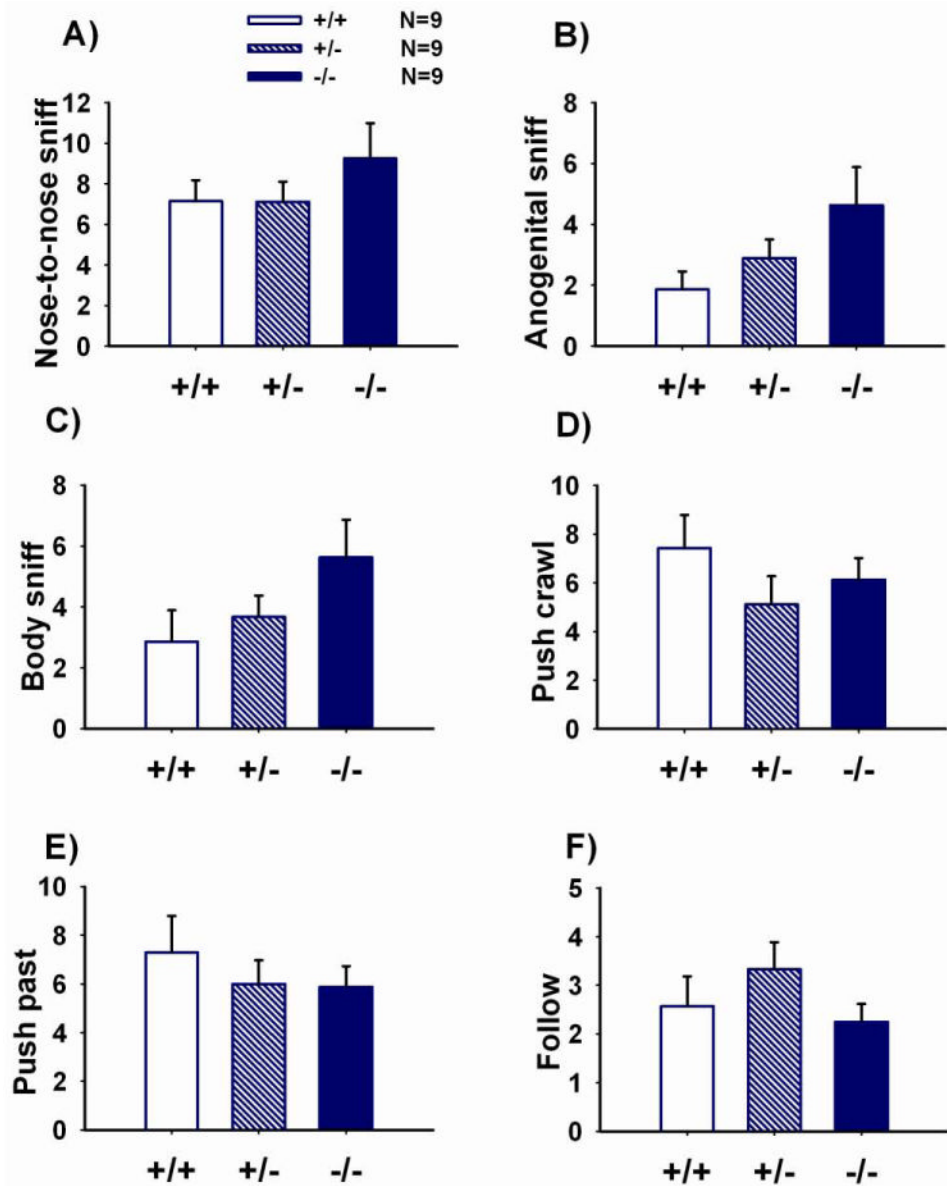 A)
+/+ N=9
+/- N=9
-/- N=9
Nose-to-nose sniff
12
10
8
6
4
2
0
+/+ +/- -/-
B)
Anogenital sniff
8
6
4
2
0
+/+ +/- -/-
C)
Body sniff
8
6
4
2
0
+/+ +/- -/-
D)
Push crawl
10
8
6
4
2
0
+/+ +/- -/-
E)
Push past
10
8
6
4
2
0
+/+ +/- -/-
F)
Follow
5
4
3
2
1
0
+/+ +/- -/-